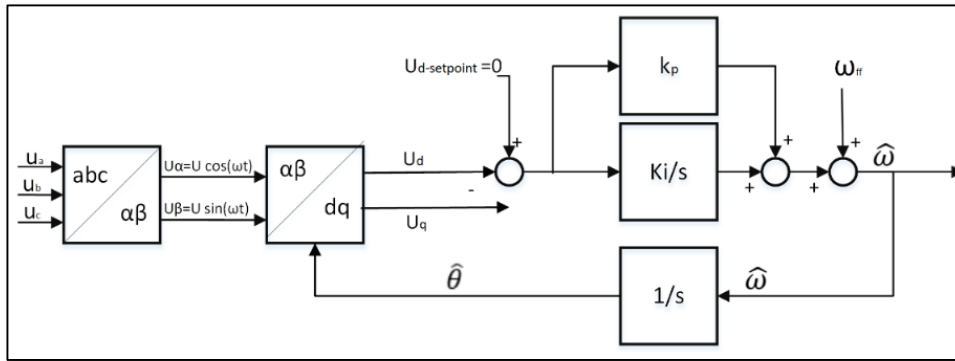 U_d-setpoint =0
k_p
ω_ff
u_a
u_b
u_c
abc
αβ
Uα=U cos(ωt)
Uβ=U sin(ωt)
αβ
dq
U_d
U_q
+
-
Ki/s
+
+
+
+
ω̂
θ̂
1/s
ω̂